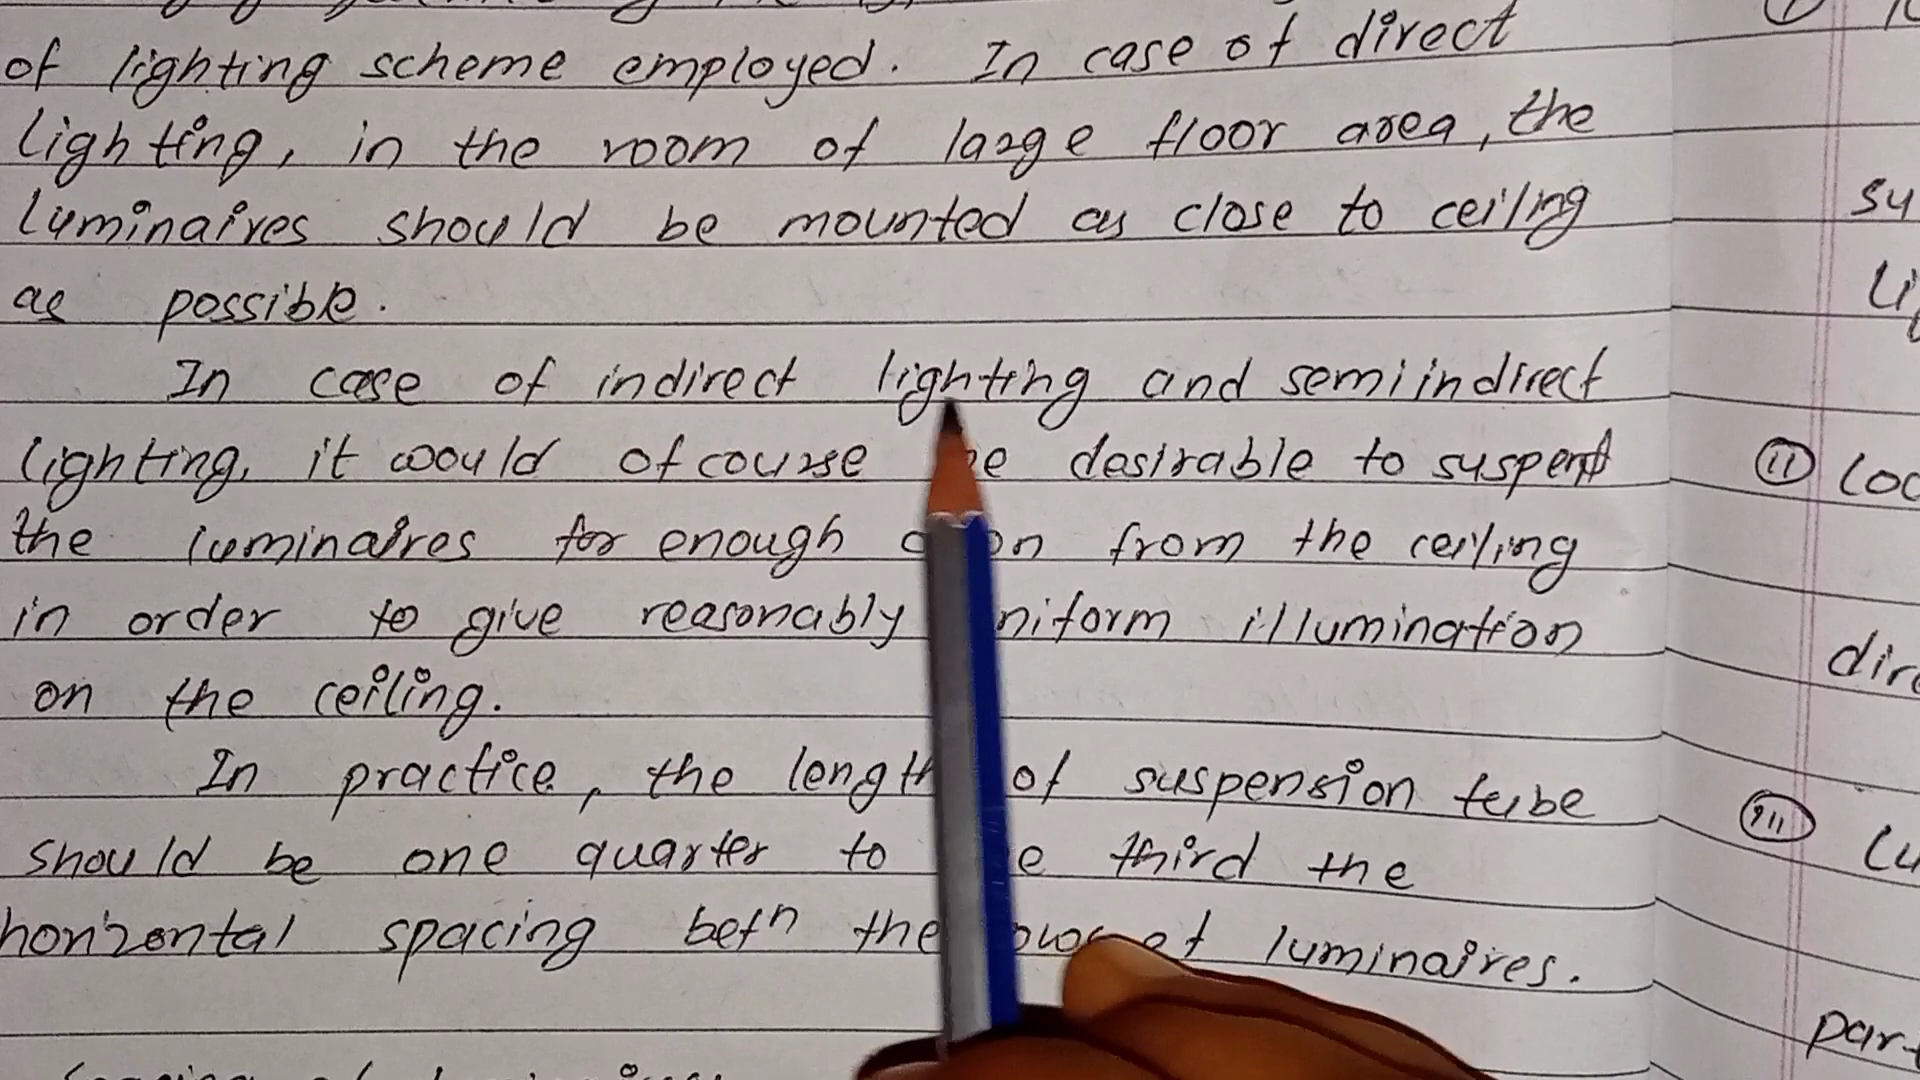 of lighting scheme employed. In case of direct
lighting, in the room of large floor area, the
luminaires should be mounted as close to ceiling
as possible.
In case of indirect lighting and semiindirect
lighting, it would of course desirable to suspend
the luminaires for enough from the ceiling
in order to give reasonably illumination
on the ceiling.
In practice, the length of suspension tube
should be one quarter to third the
horizontal spacing betn the luminaires.
(ii)
(iii)